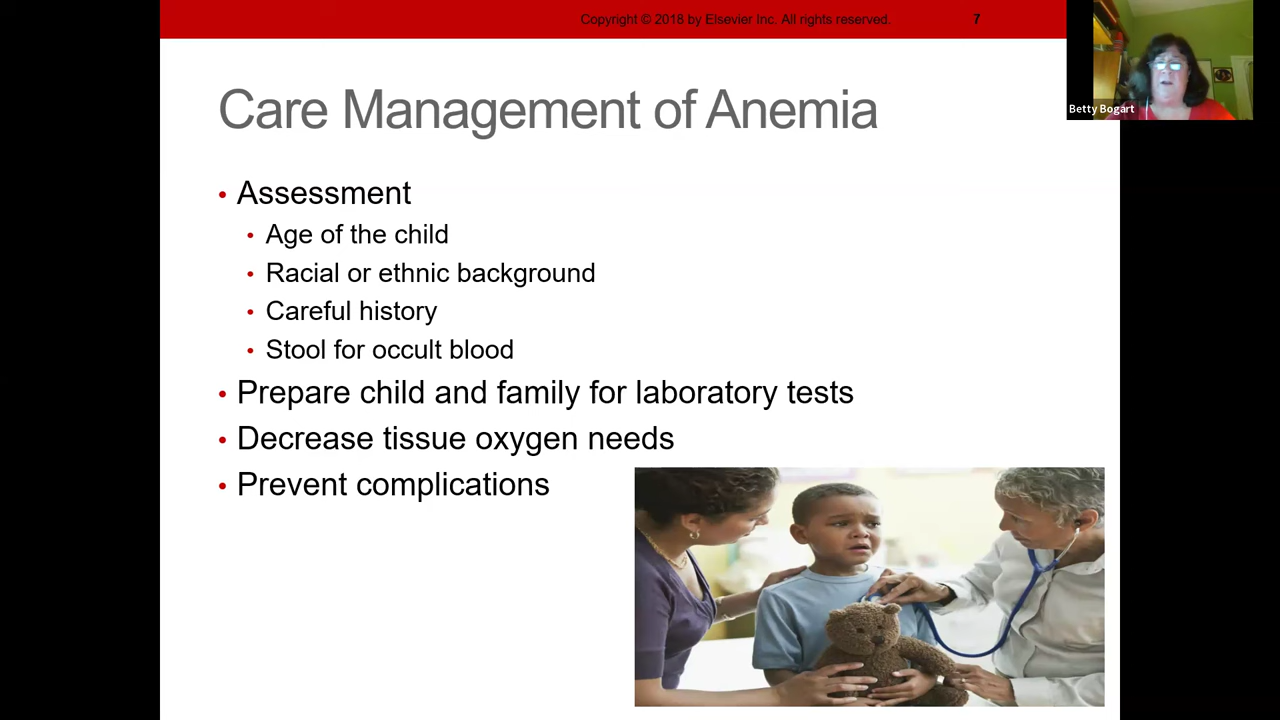 Copyright © 2018 by Elsevier Inc. All rights reserved. 7
Betty Bogart
Care Management of Anemia
• Assessment
• Age of the child
• Racial or ethnic background
• Careful history
• Stool for occult blood
• Prepare child and family for laboratory tests
• Decrease tissue oxygen needs
• Prevent complications